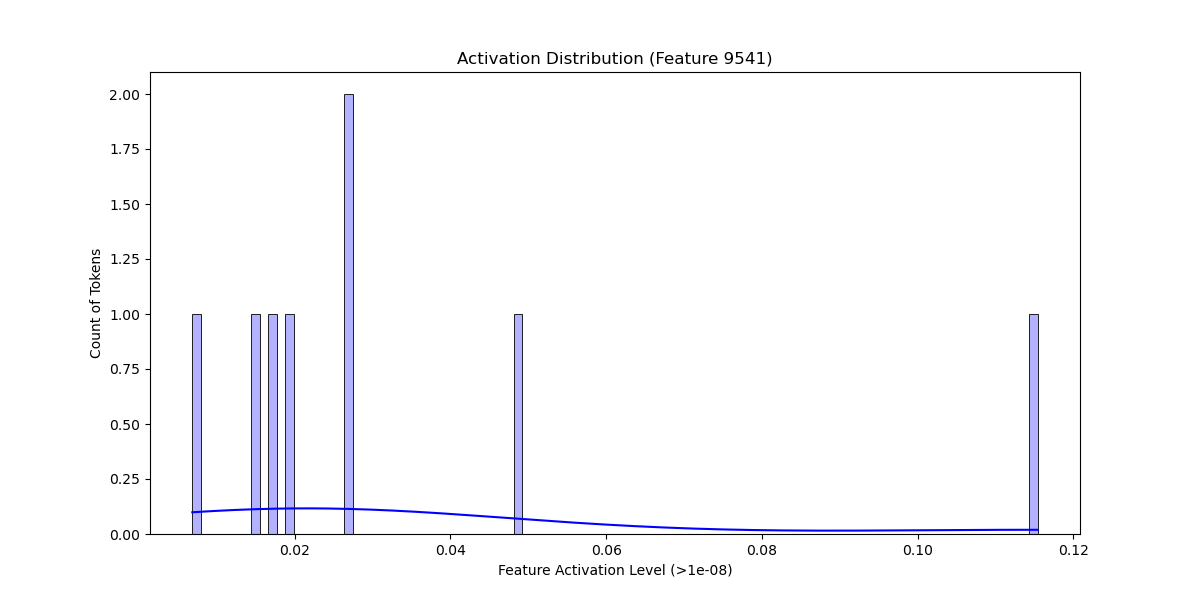 Activation Distribution (Feature 9541)
2.00
1.75
1.50
1.25
1.00
0.75
0.50
0.25
0.00
Count of Tokens
0.02 0.04 0.06 0.08 0.10 0.12
Feature Activation Level (>1e-08)